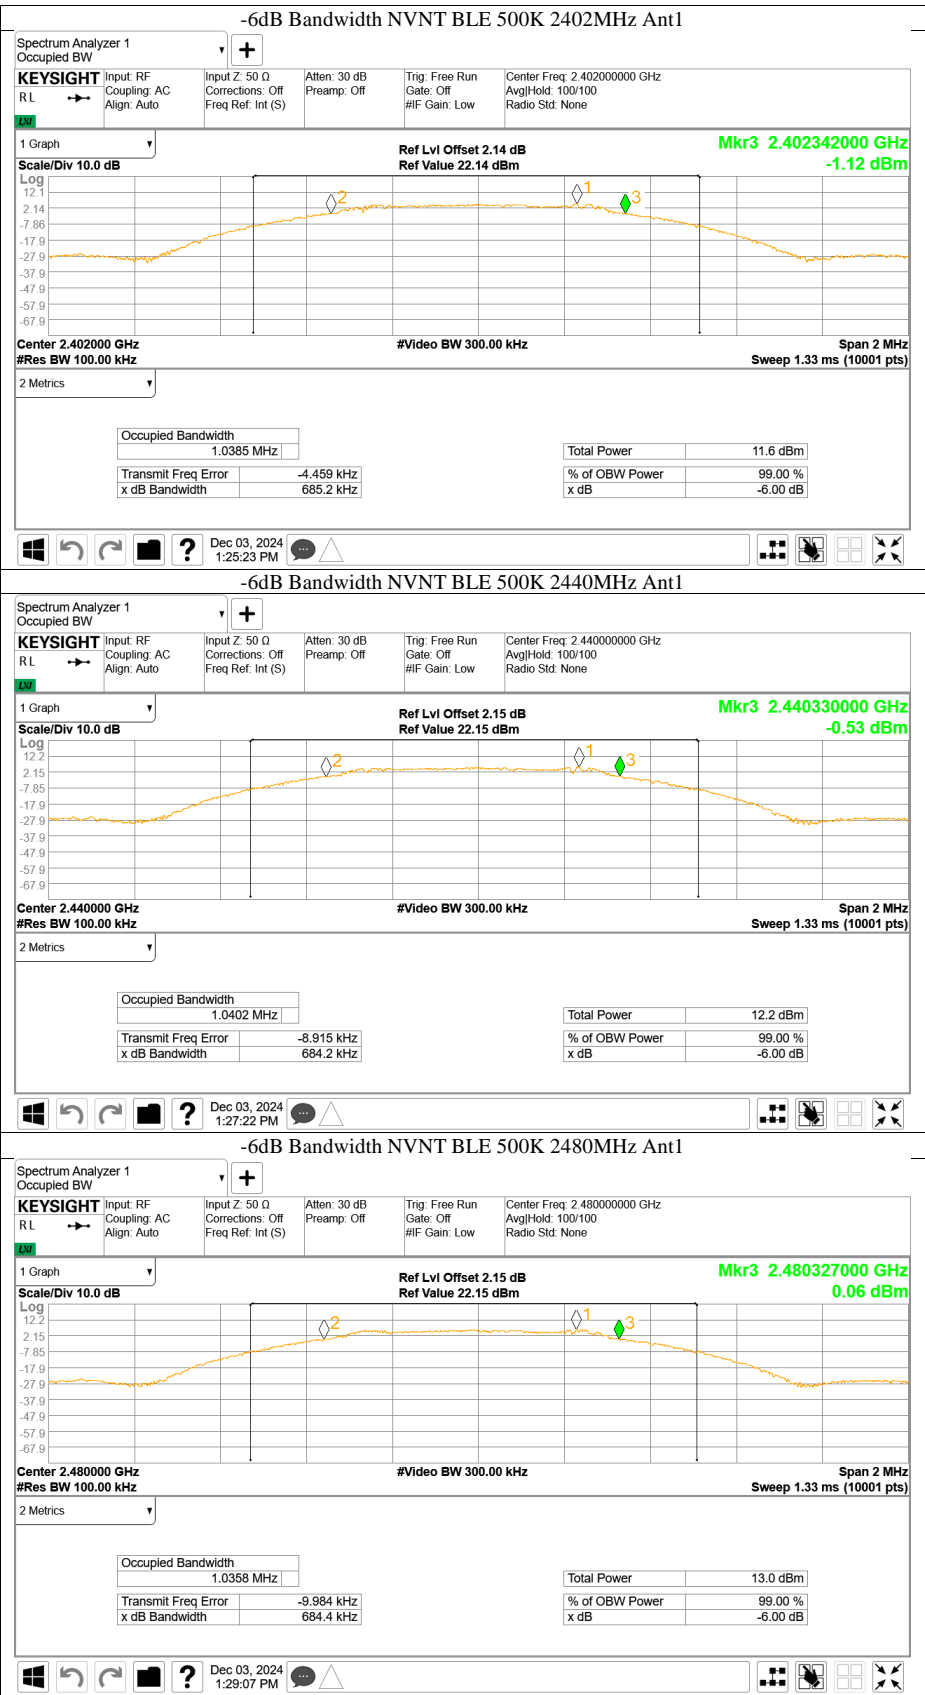 -6dB Bandwidth NVNT BLE 500K 2402MHz Ant1
Spectrum Analyzer 1
Occupied BW
KEYSIGHT Input: RF Input Z: 50 Ω Atten: 30 dB Trig: Free Run Center Freq: 2.402000000 GHz
RL Coupling: AC Corrections: Off Preamp: Off Gate: Off Avg|Hold: 100/100
Align: Auto Freq Ref: Int (S) #IF Gain: Low Radio Std: None
LXI
1 Graph Ref Lvl Offset 2.14 dB Mkr3 2.402342000 GHz
Scale/Div 10.0 dB Ref Value 22.14 dBm -1.12 dBm
Log
12.1
2.14
-7.86
-17.9
-27.9
-37.9
-47.9
-57.9
-67.9
2 1 3
Center 2.402000 GHz #Video BW 300.00 kHz Span 2 MHz
#Res BW 100.00 kHz Sweep 1.33 ms (10001 pts)
2 Metrics
Occupied Bandwidth
1.0385 MHz Total Power 11.6 dBm
Transmit Freq Error -4.459 kHz % of OBW Power 99.00 %
x dB Bandwidth 685.2 kHz x dB -6.00 dB
? Dec 03, 2024
1:25:23 PM
-6dB Bandwidth NVNT BLE 500K 2440MHz Ant1
Spectrum Analyzer 1
Occupied BW
KEYSIGHT Input: RF Input Z: 50 Ω Atten: 30 dB Trig: Free Run Center Freq: 2.440000000 GHz
RL Coupling: AC Corrections: Off Preamp: Off Gate: Off Avg|Hold: 100/100
Align: Auto Freq Ref: Int (S) #IF Gain: Low Radio Std: None
LXI
1 Graph Ref Lvl Offset 2.15 dB Mkr3 2.440330000 GHz
Scale/Div 10.0 dB Ref Value 22.15 dBm -0.53 dBm
Log
12.2
2.15
-7.85
-17.9
-27.9
-37.9
-47.9
-57.9
-67.9
2 1 3
Center 2.440000 GHz #Video BW 300.00 kHz Span 2 MHz
#Res BW 100.00 kHz Sweep 1.33 ms (10001 pts)
2 Metrics
Occupied Bandwidth
1.0402 MHz Total Power 12.2 dBm
Transmit Freq Error -8.915 kHz % of OBW Power 99.00 %
x dB Bandwidth 684.2 kHz x dB -6.00 dB
? Dec 03, 2024
1:27:22 PM
-6dB Bandwidth NVNT BLE 500K 2480MHz Ant1
Spectrum Analyzer 1
Occupied BW
KEYSIGHT Input: RF Input Z: 50 Ω Atten: 30 dB Trig: Free Run Center Freq: 2.480000000 GHz
RL Coupling: AC Corrections: Off Preamp: Off Gate: Off Avg|Hold: 100/100
Align: Auto Freq Ref: Int (S) #IF Gain: Low Radio Std: None
LXI
1 Graph Ref Lvl Offset 2.15 dB Mkr3 2.480327000 GHz
Scale/Div 10.0 dB Ref Value 22.15 dBm 0.06 dBm
Log
12.2
2.15
-7.85
-17.9
-27.9
-37.9
-47.9
-57.9
-67.9
2 1 3
Center 2.480000 GHz #Video BW 300.00 kHz Span 2 MHz
#Res BW 100.00 kHz Sweep 1.33 ms (10001 pts)
2 Metrics
Occupied Bandwidth
1.0358 MHz Total Power 13.0 dBm
Transmit Freq Error -9.984 kHz % of OBW Power 99.00 %
x dB Bandwidth 684.4 kHz x dB -6.00 dB
? Dec 03, 2024
1:29:07 PM